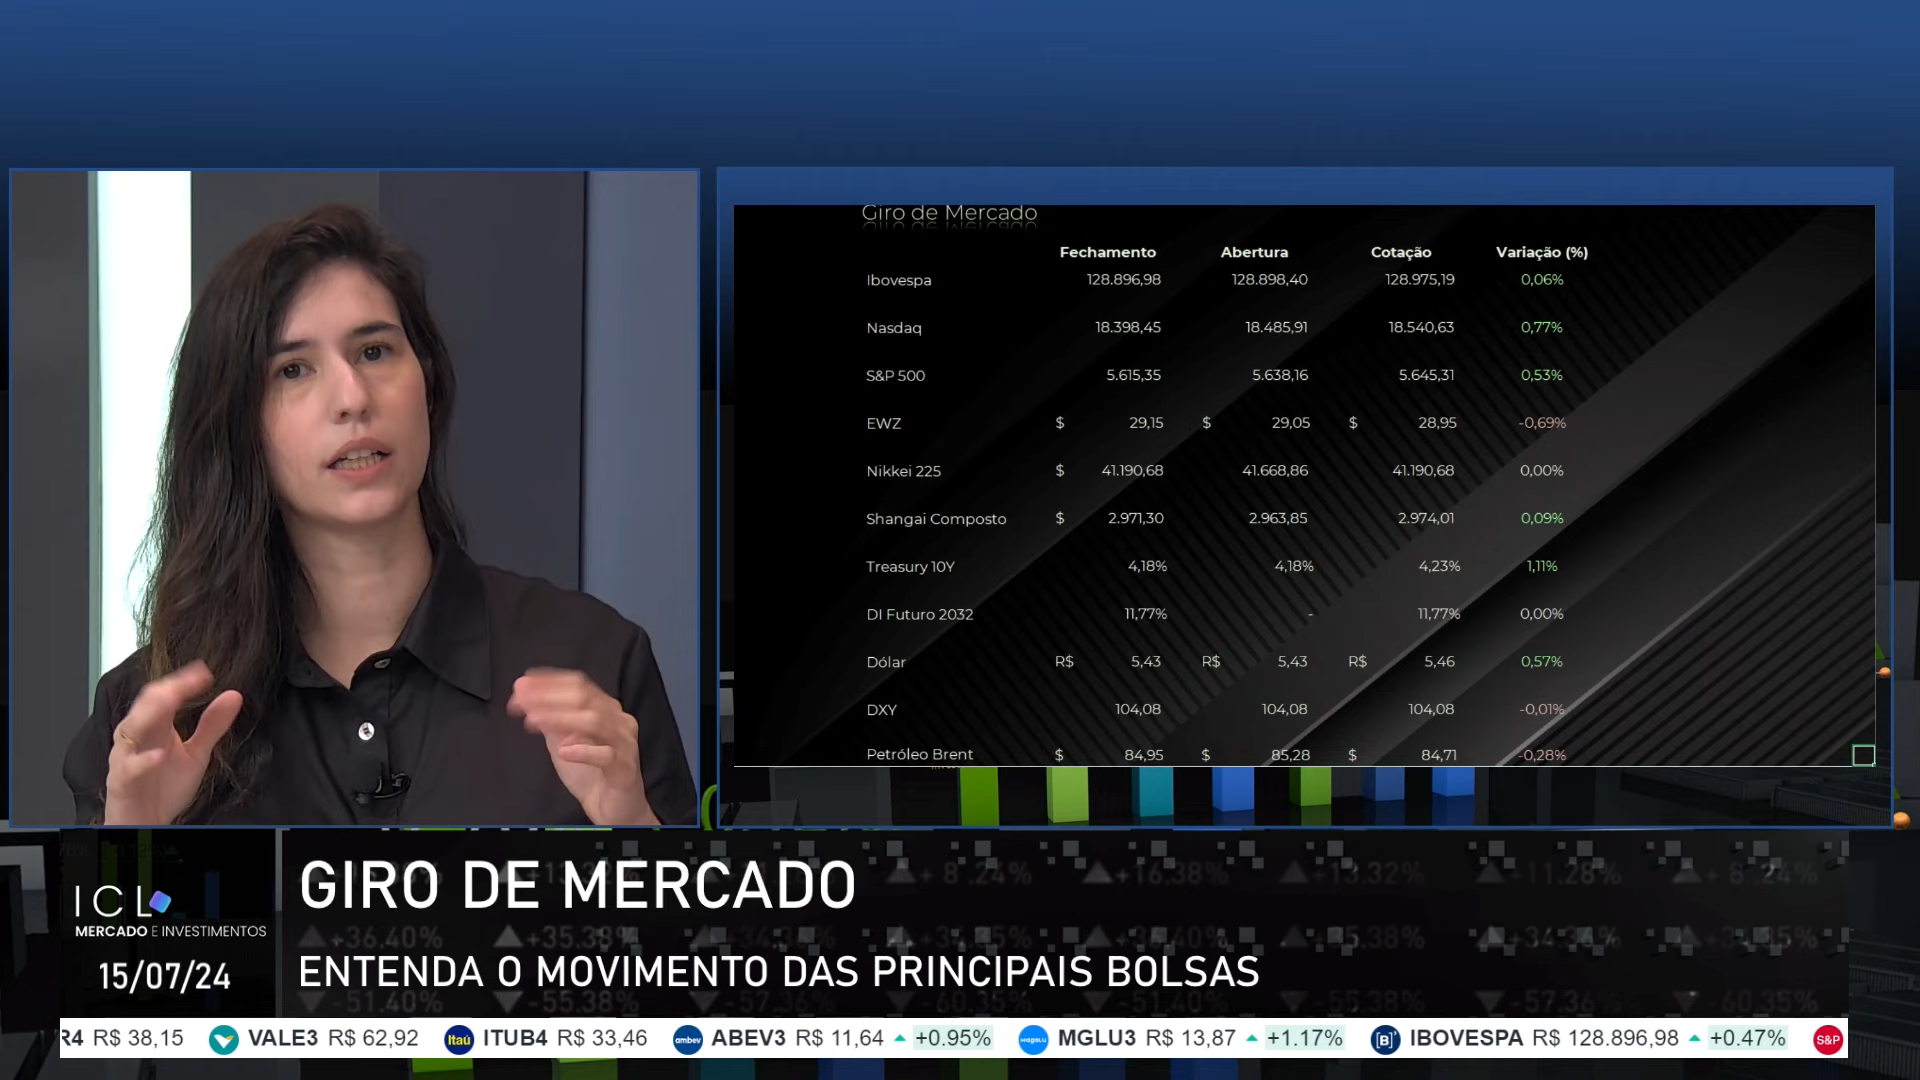 Giro de Mercado
Fechamento Abertura Cotação Variação (%)
Ibovespa 128.896,98 128.898,40 128.975,19 0,06%
Nasdaq 18.398,45 18.485,91 18.540,63 0,77%
S&P 500 5.615,35 5.638,16 5.645,31 0,53%
EWZ $ 29,15 $ 29,05 $ 28,95 -0,69%
Nikkei 225 $ 41.190,68 41.668,86 41.190,68 0,00%
Shangai Composto $ 2.971,30 2.963,85 2.974,01 0,09%
Treasury 10Y 4,18% 4,18% 4,23% 1,11%
DI Futuro 2032 11,77% - 11,77% 0,00%
Dólar R$ 5,43 R$ 5,43 R$ 5,46 0,57%
DXY 104,08 104,08 104,08 -0,01%
Petróleo Brent $ 84,95 $ 85,28 $ 84,71 -0,28%
ICL
MERCADO E INVESTIMENTOS
15/07/24
GIRO DE MERCADO
ENTENDA O MOVIMENTO DAS PRINCIPAIS BOLSAS
R4 R$ 38,15 VALE3 R$ 62,92 Itaú ITUB4 R$ 33,46 ambev ABEV3 R$ 11,64 +0.95% MGLU3 R$ 13,87 +1.17% [B]³ IBOVESPA R$ 128.896,98 +0.47% S&P